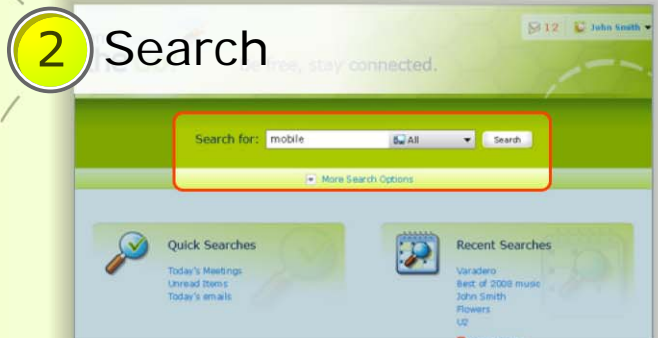 2 Search
12 John Smith
free, stay connected.
Search for: mobile All Search
More Search Options
Quick Searches
Today's Meetings
Unread Items
Today's emails
Recent Searches
Varadero
Best of 2008 music
John Smith
Flowers
U2